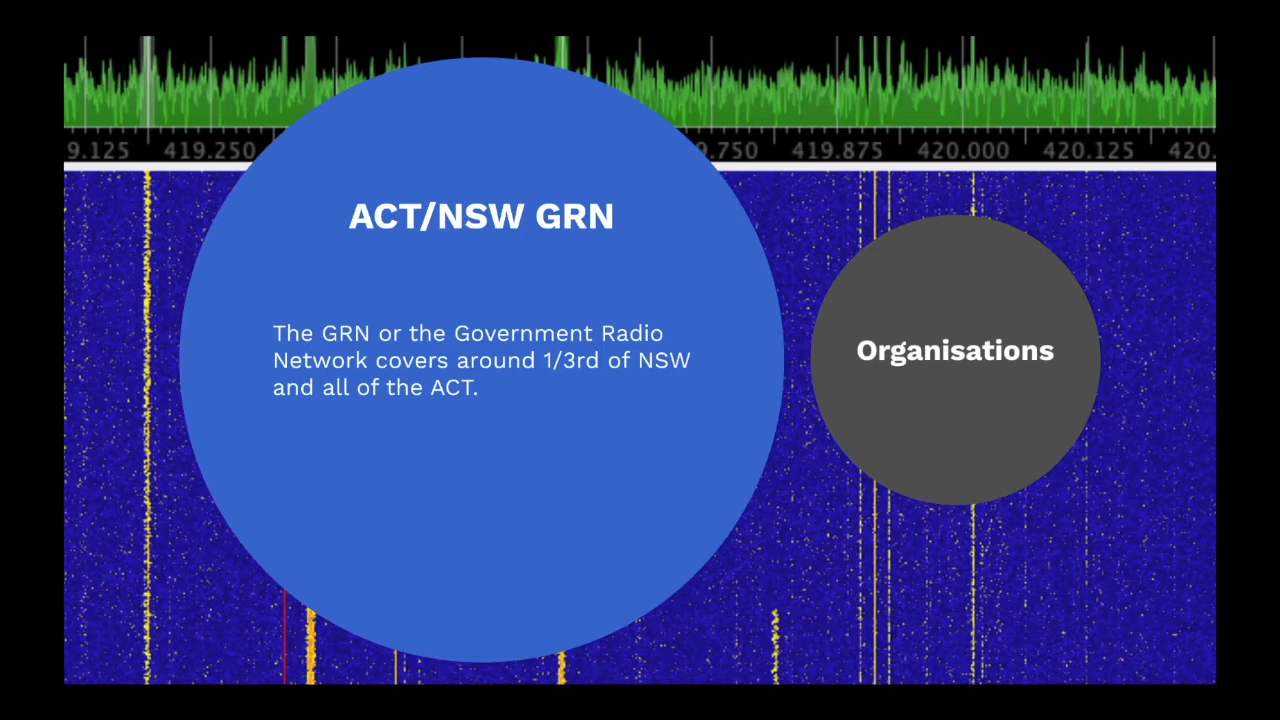 9.125 419.250 .750 419.875 420.000 420.125 420.
ACT/NSW GRN
The GRN or the Government Radio
Network covers around 1/3rd of NSW
and all of the ACT.
Organisations